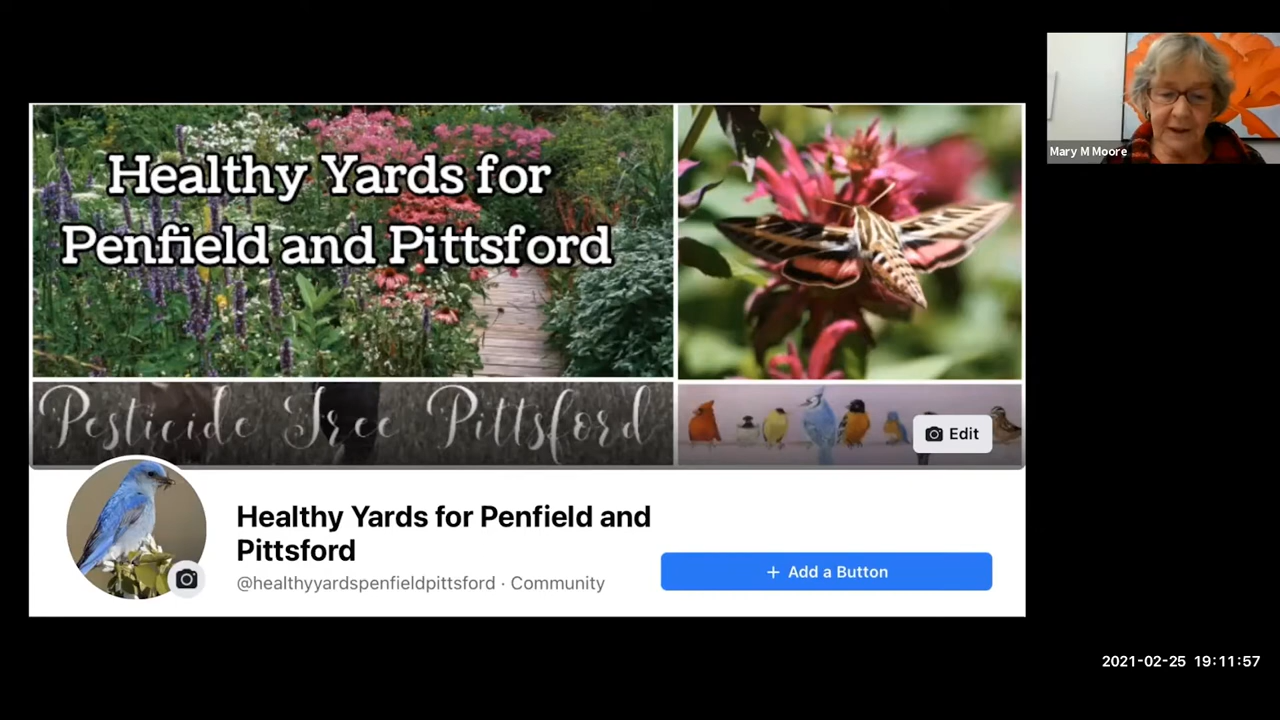 Healthy Yards for
Penfield and Pittsford
Pesticide Free Pittsford
Edit
Healthy Yards for Penfield and
Pittsford
@healthyyardspenfieldpittsford · Community
+ Add a Button
Mary M Moore
2021-02-25 19:11:57